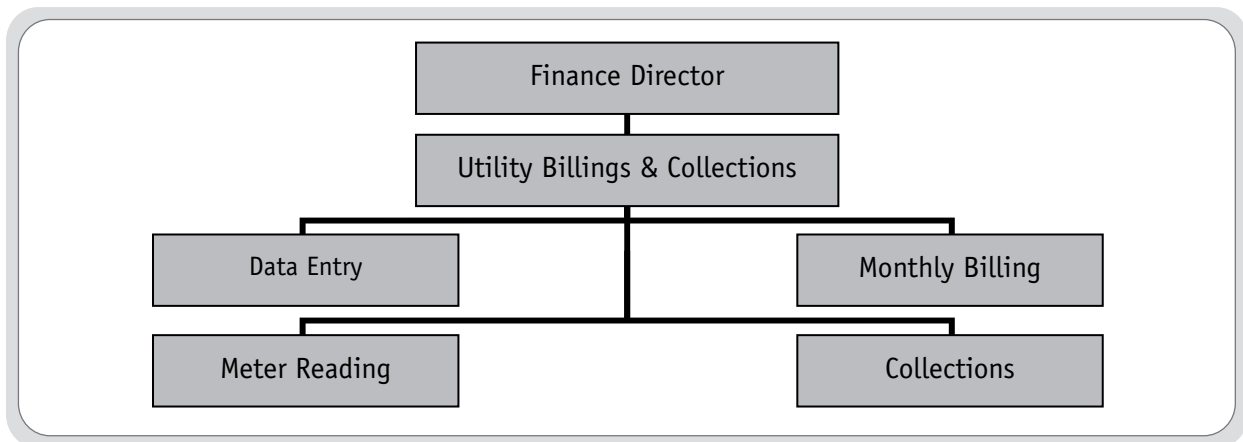 Finance Director
Utility Billings & Collections
Data Entry
Monthly Billing
Meter Reading
Collections